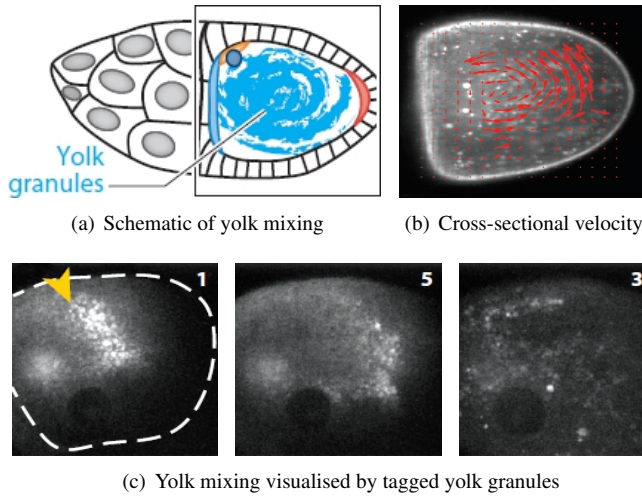 Yolk
granules
(a) Schematic of yolk mixing
(b) Cross-sectional velocity
1
5
3
(c) Yolk mixing visualised by tagged yolk granules